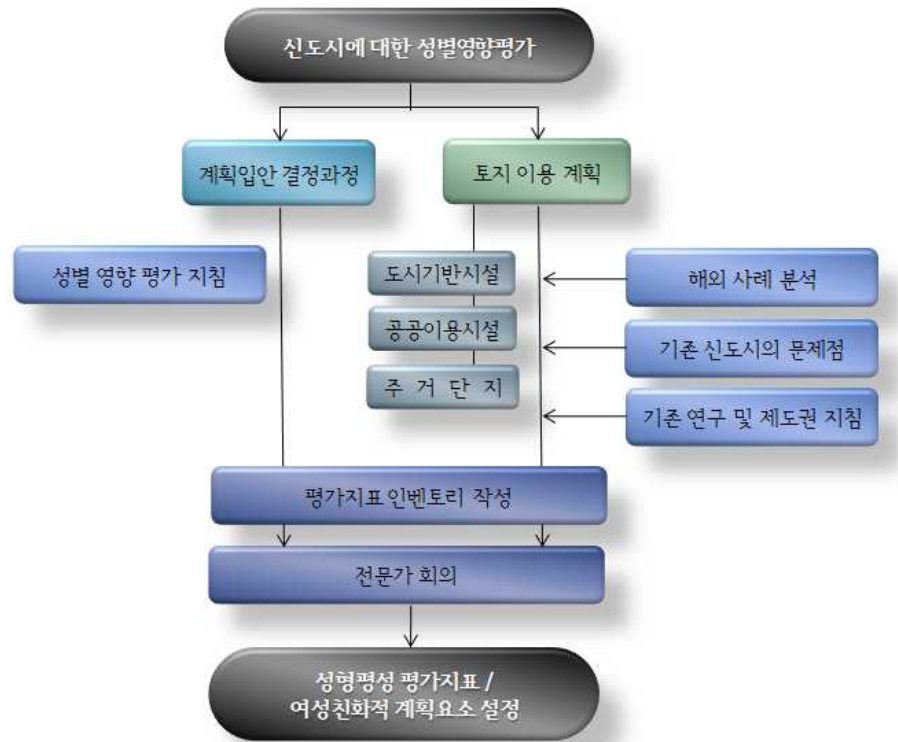 신도시에 대한 성별영향평가
계획입안 결정과정
토지 이용 계획
성별 영향 평가 지침
도시기반시설
공공이용시설
주 거 단 지
해외 사례 분석
기존 신도시의 문제점
기존 연구 및 제도권 지침
평가지표 인벤토리 작성
전문가 회의
성형평성 평가지표 /
여성친화적 계획요소 설정